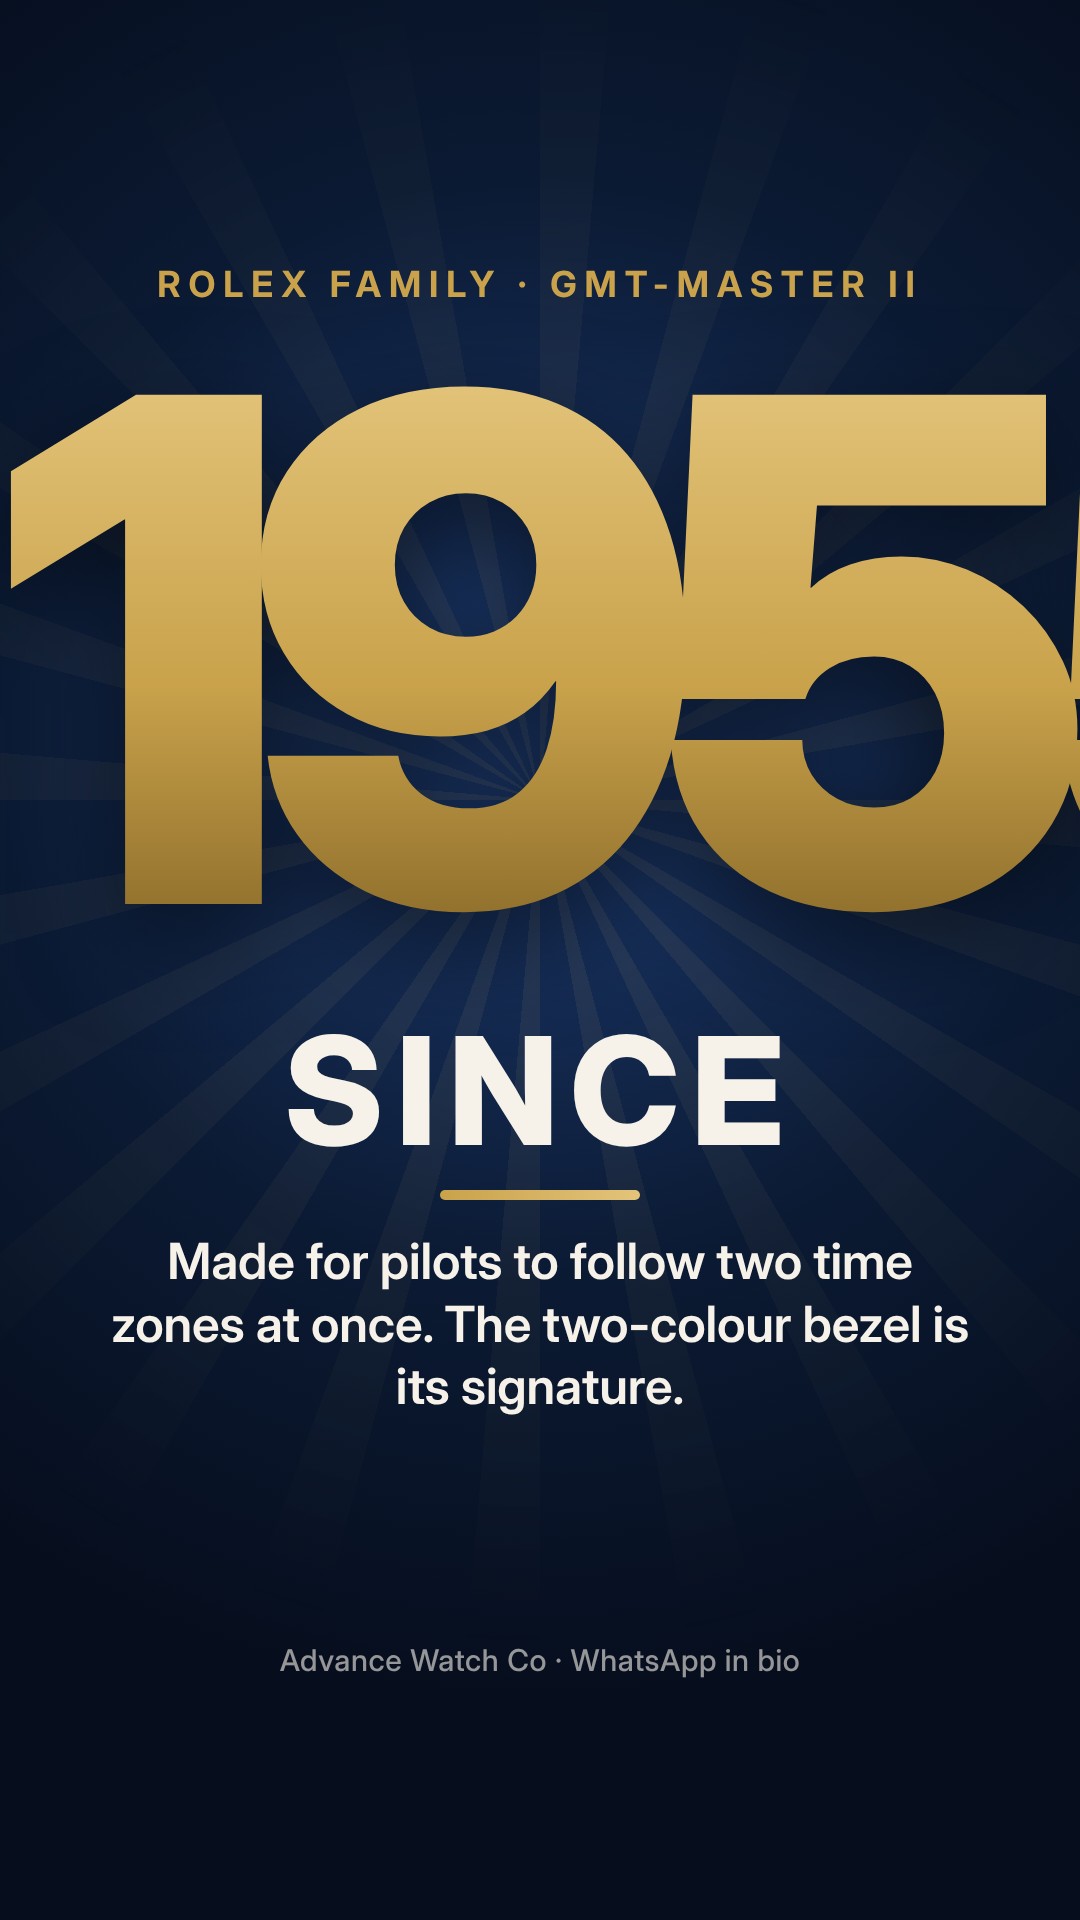 ROLEX FAMILY · GMT-MASTER II
195
SINCE
Made for pilots to follow two time
zones at once. The two-colour bezel is
its signature.
Advance Watch Co · WhatsApp in bio